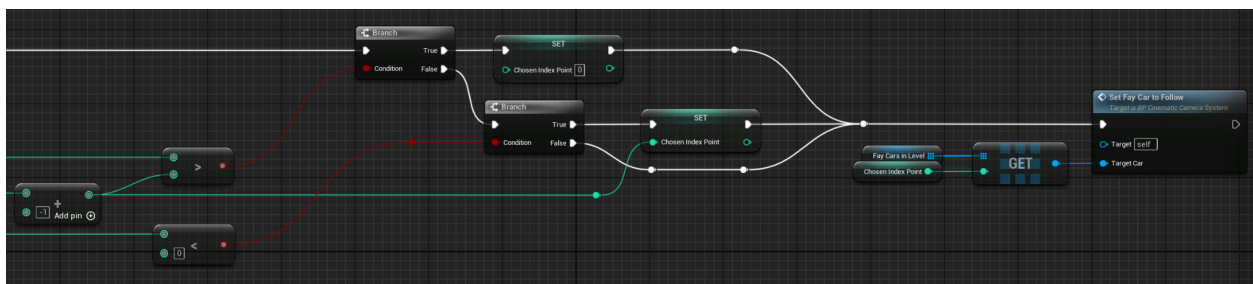 Branch
True
Condition
False
SET
Chosen Index Point 0
Branch
True
Condition
False
SET
Chosen Index Point
Set Fay Car to Follow
Target is BP Cinematic Camera System
Target self
Target Car
Fay Cars in Level
Chosen Index Point
GET
>
+
-1
Add pin
<
0